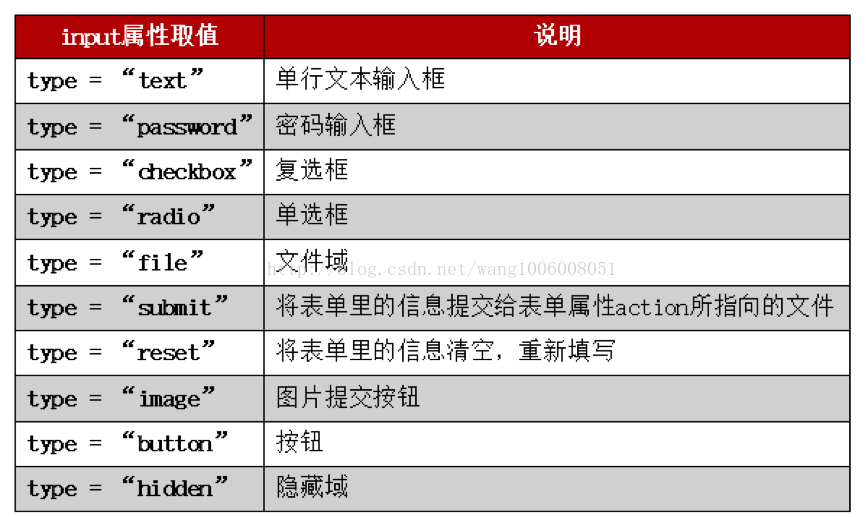 input属性取值 说明
type = “text” 单行文本输入框
type = “password” 密码输入框
type = “checkbox” 复选框
type = “radio” 单选框
type = “file” 文件域
http://blog.csdn.net/wang1006008051
type = “submit” 将表单里的信息提交给表单属性action所指向的文件
type = “reset” 将表单里的信息清空，重新填写
type = “image” 图片提交按钮
type = “button” 按钮
type = “hidden” 隐藏域